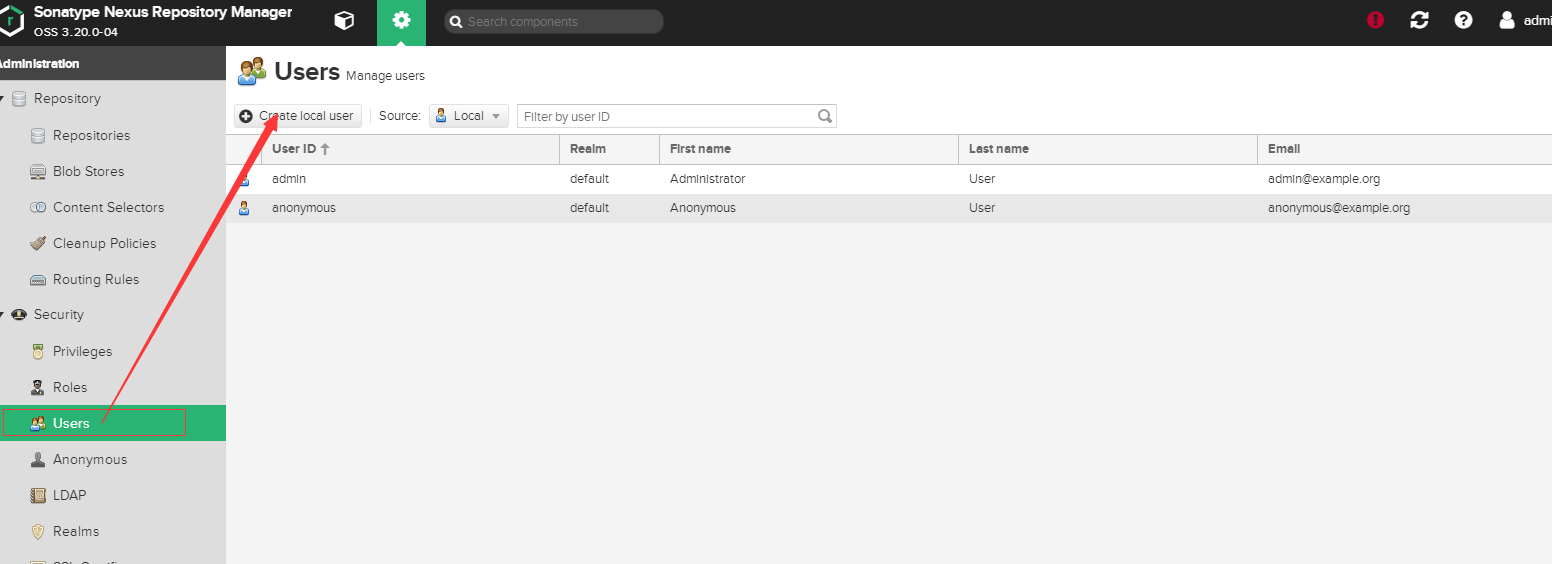 Sonatype Nexus Repository Manager
OSS 3.20.0-04
Search components
Administration
Repository
Repositories
Blob Stores
Content Selectors
Cleanup Policies
Routing Rules
Security
Privileges
Roles
Users
Anonymous
LDAP
Realms
Users Manage users
Create local user Source: Local Filter by user ID
User ID Realm First name Last name Email
admin default Administrator User admin@example.org
anonymous default Anonymous User anonymous@example.org